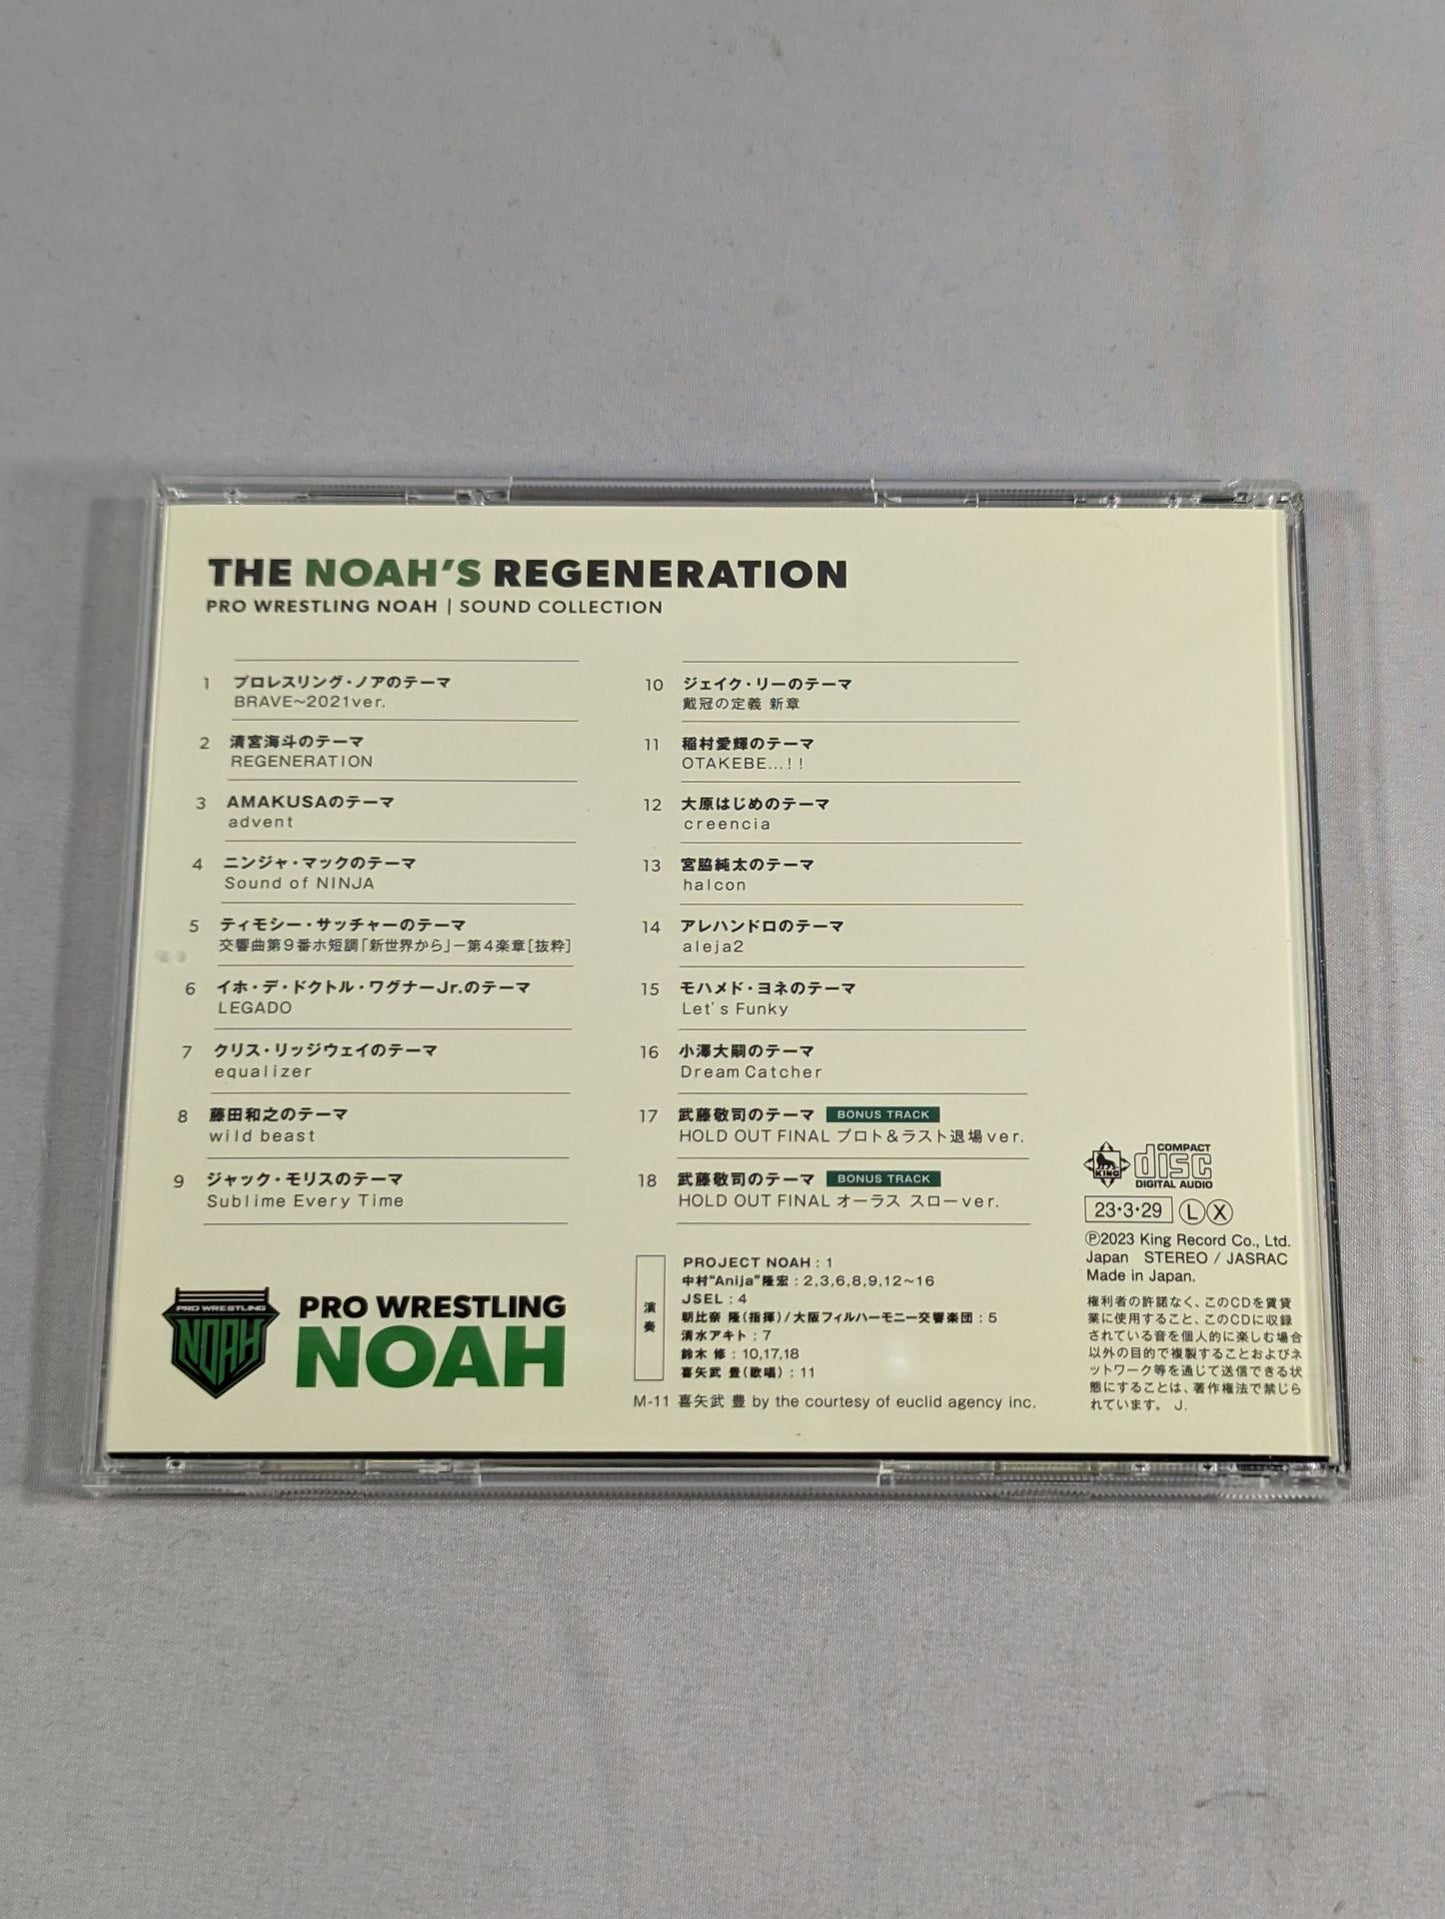 THE NOAH'S REGENERATION
PRO WRESTLING NOAH | SOUND COLLECTION
1 プロレスリング・ノアのテーマ
BRAVE~2021ver.
2 清宮海斗のテーマ
REGENERATION
3 AMAKUSAのテーマ
advent
4 ニンジャ・マックのテーマ
Sound of NINJA
5 ティモシー・サッチャーのテーマ
交響曲第9番ホ短調「新世界から」ー第4楽章[抜粋]
6 イホ・デ・ドクトル・ワグナーJr.のテーマ
LEGADO
7 クリス・リッジウェイのテーマ
equalizer
8 藤田和之のテーマ
wild beast
9 ジャック・モリスのテーマ
Sublime Every Time
10 ジェイク・リーのテーマ
戴冠の定義 新章
11 稲村愛輝のテーマ
OTAKEBE...!!
12 大原はじめのテーマ
creencia
13 宮脇純太のテーマ
halcon
14 アレハンドロのテーマ
aleja2
15 モハメド・ヨネのテーマ
Let's Funky
16 小澤大嗣のテーマ
Dream Catcher
17 武藤敬司のテーマ BONUS TRACK
HOLD OUT FINAL プロト&ラスト退場ver.
18 武藤敬司のテーマ BONUS TRACK
HOLD OUT FINAL オーラス スローver.
PRO WRESTLING
NOAH
PRO WRESTLING
NOAH
演奏
PROJECT NOAH : 1
中村"Anija"隆宏 : 2,3,6,8,9,12～16
JSEL : 4
朝比奈 隆(指揮)/大阪フィルハーモニー交響楽団 : 5
清水アキト : 7
鈴木 修 : 10,17,18
喜矢武 豊(歌唱) : 11
M-11 喜矢武 豊 by the courtesy of euclid agency inc.
KING
COMPACT
disc
DIGITAL AUDIO
23・3・29 Ⓛ Ⓧ
Ⓟ2023 King Record Co., Ltd.
Japan STEREO / JASRAC
Made in Japan.
権利者の許諾なく、このCDを賃貸
業に使用すること、このCDに収録
されている音を個人的に楽しむ場合
以外の目的で複製することおよびネ
ットワーク等を通じて送信できる状
態にすることは、著作権法で禁じら
れています。 J.